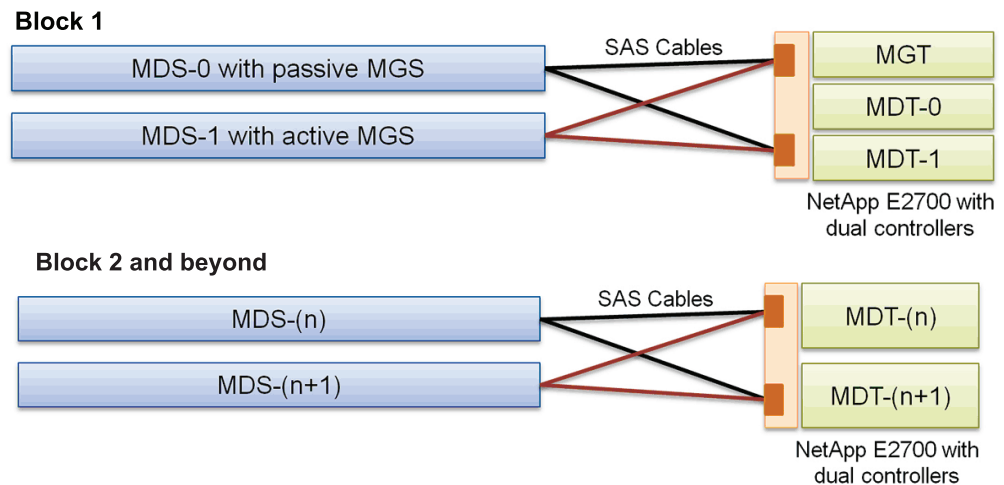 Block 1
SAS Cables
MDS-0 with passive MGS
MGT
MDT-0
MDS-1 with active MGS
MDT-1
NetApp E2700 with
dual controllers
Block 2 and beyond
SAS Cables
MDS-(n)
MDT-(n)
MDS-(n+1)
MDT-(n+1)
NetApp E2700 with
dual controllers